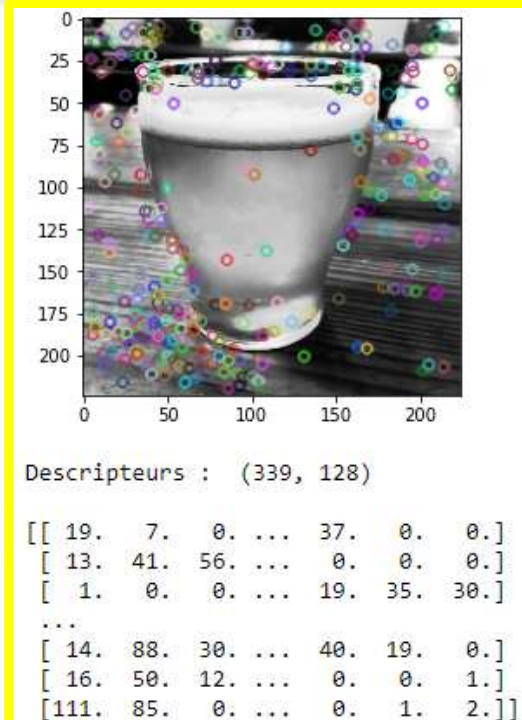 0
25
50
75
100
125
150
175
200
0 50 100 150 200
Descripteurs : (339, 128)
[[ 19. 7. 0. ... 37. 0. 0.]
[ 13. 41. 56. ... 0. 0. 0.]
[ 1. 0. 0. ... 19. 35. 30.]
...
[ 14. 88. 30. ... 40. 19. 0.]
[ 16. 50. 12. ... 0. 0. 1.]
[111. 85. 0. ... 0. 1. 2.]]